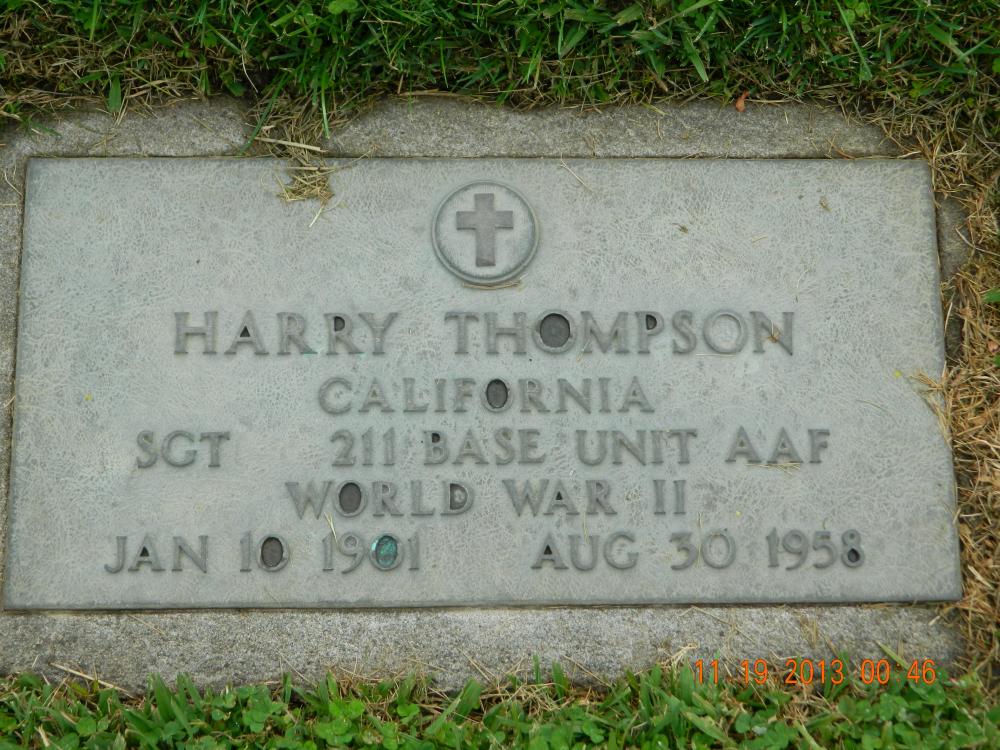 HARRY THOMPSON
CALIFORNIA
SGT 211 BASE UNIT AAF
WORLD WAR II
JAN 10 1901 AUG 30 1958
11.19.2013 00:46